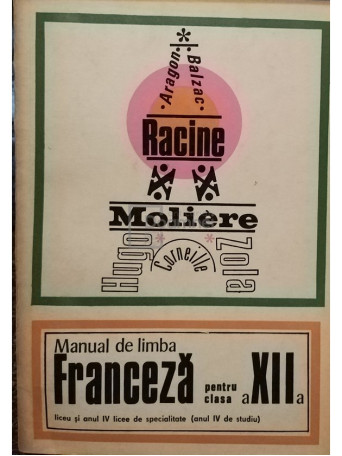 Aragon · Balzac ·
Racine
Molière
Hugo * Corneille * Zola
Manual de limba
Franceză pentru clasa a XII a
liceu și anul IV licee de specialitate (anul IV de studiu)